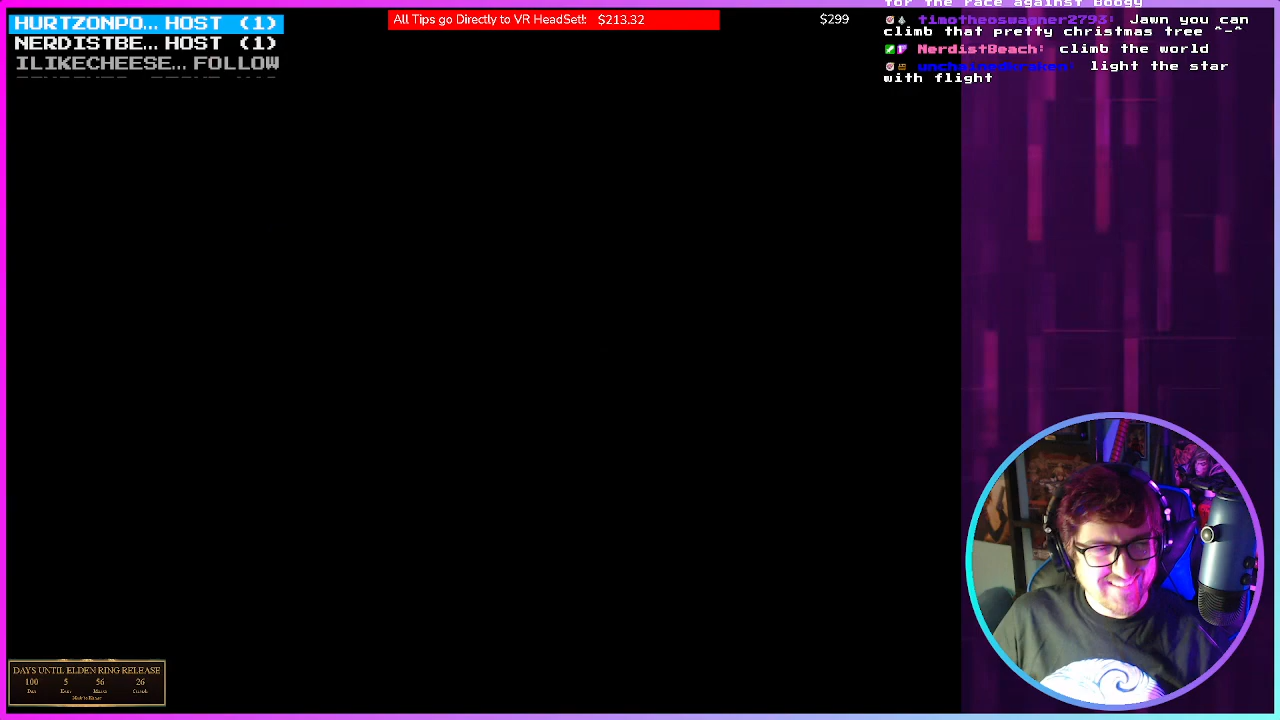 HURTZONPO... HOST (1)
NERDISTBE... HOST (1)
ILIKECHEESE... FOLLOW
All Tips go Directly to VR HeadSet! $213.32
$299
for the race against Boogy
timotheoswagner2793: Jawn you can
climb that pretty christmas tree ^-^
NerdistBeach: climb the world
unchainedkraken: light the star
with flight
DAYS UNTIL ELDEN RING RELEASE
100 5 56 26